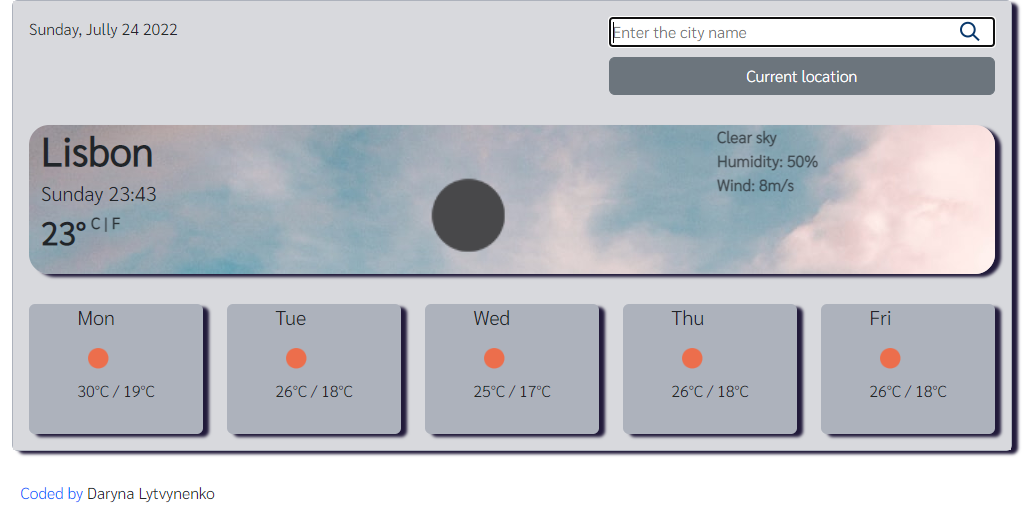 Sunday, Jully 24 2022
Enter the city name
Current location
Lisbon
Sunday 23:43
23° C | F
Clear sky
Humidity: 50%
Wind: 8m/s
Mon
30°C / 19°C
Tue
26°C / 18°C
Wed
25°C / 17°C
Thu
26°C / 18°C
Fri
26°C / 18°C
Coded by Daryna Lytvynenko